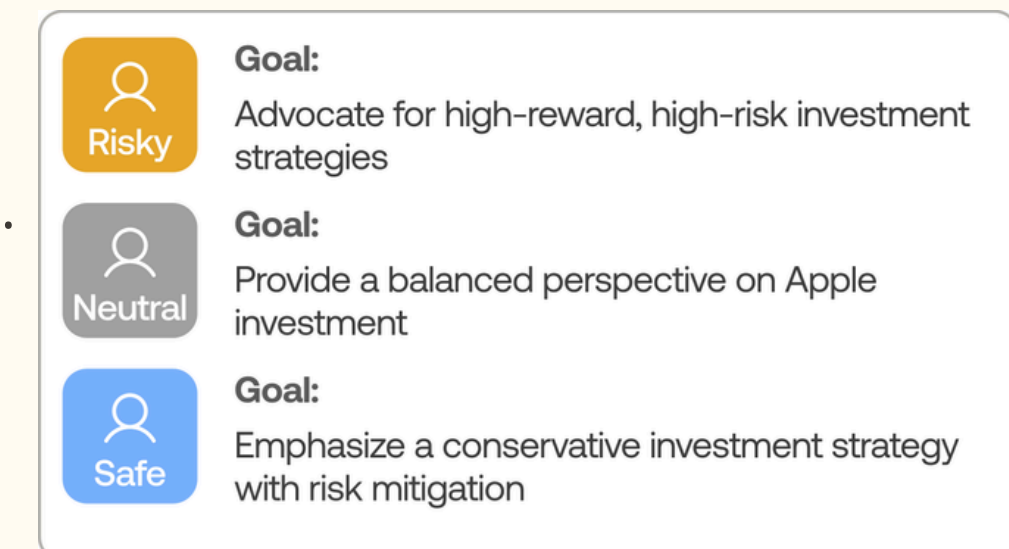 Risky
Goal:
Advocate for high-reward, high-risk investment
strategies
Neutral
Goal:
Provide a balanced perspective on Apple
investment
Safe
Goal:
Emphasize a conservative investment strategy
with risk mitigation